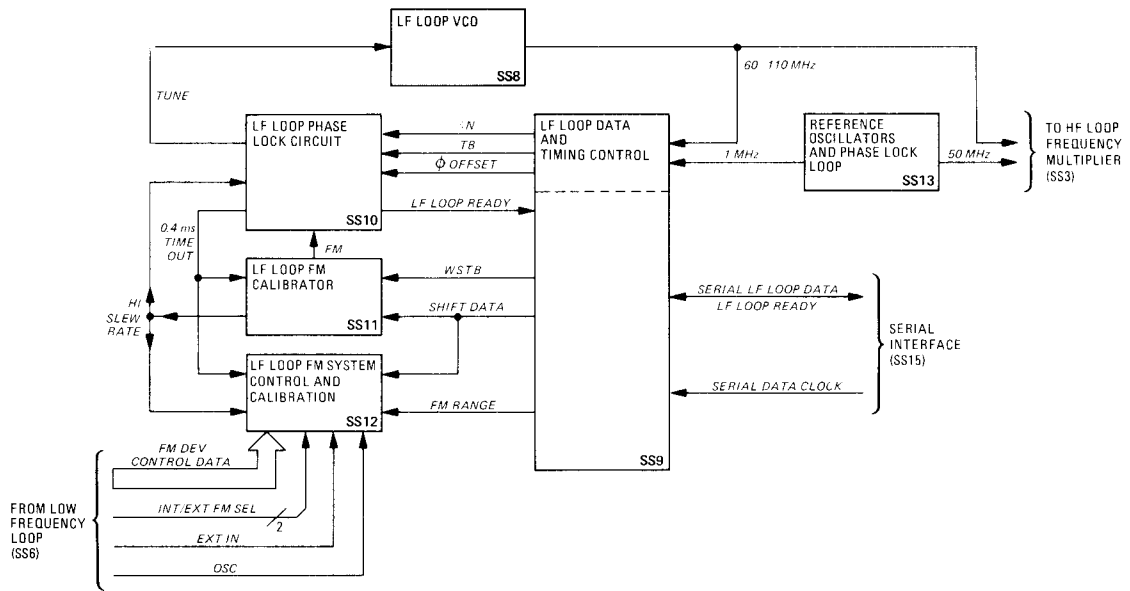 LF LOOP VCO
SS8
60 110 MHz
TUNE
LF LOOP PHASE
LOCK CIRCUIT
SS10
N
TB
ϕ OFFSET
LF LOOP READY
LF LOOP DATA
AND
TIMING CONTROL
SS9
1 MHz
REFERENCE
OSCILLATORS
AND PHASE LOCK
LOOP
SS13
50 MHz
TO HF LOOP
FREQUENCY
MULTIPLIER
(SS3)
0.4 ms
TIME
OUT
FM
LF LOOP FM
CALIBRATOR
SS11
WSTB
SHIFT DATA
HI
SLEW
RATE
LF LOOP FM SYSTEM
CONTROL AND
CALIBRATION
SS12
FM RANGE
SERIAL LF LOOP DATA
LF LOOP READY
SERIAL DATA CLOCK
SERIAL
INTERFACE
(SS15)
FM DEV
CONTROL DATA
INT/EXT FM SEL
2
EXT IN
OSC
FROM LOW
FREQUENCY
LOOP
(SS6)